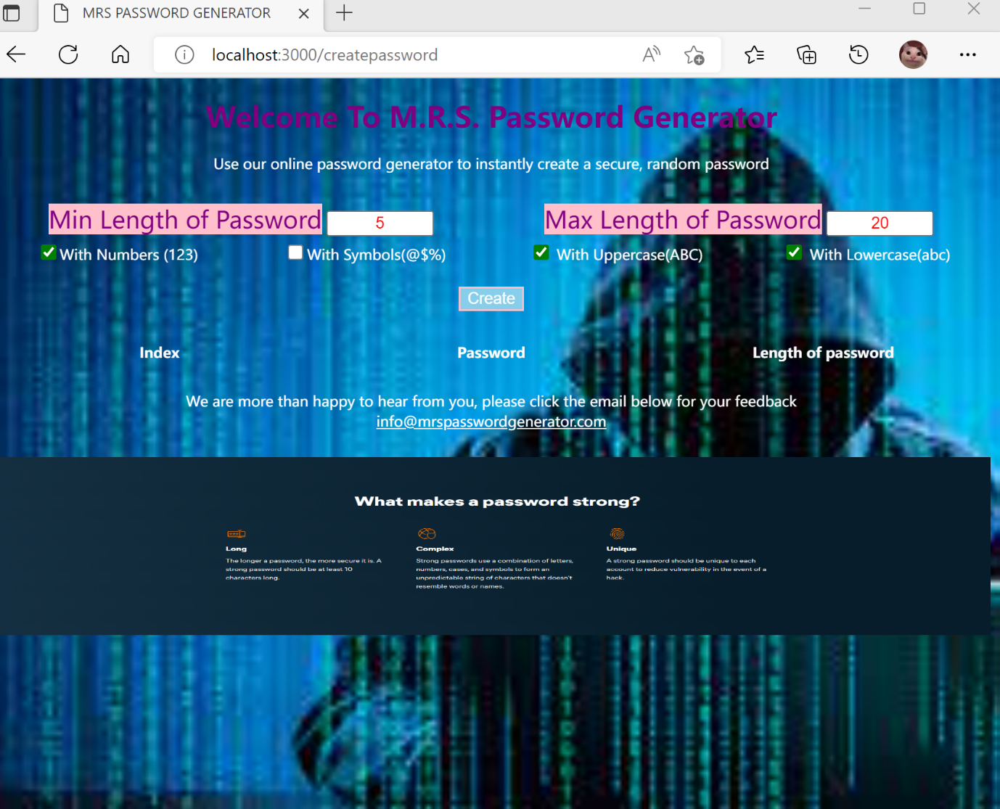 MRS PASSWORD GENERATOR
localhost:3000/createpassword
Welcome To M.R.S. Password Generator
Use our online password generator to instantly create a secure, random password
Min Length of Password 5 Max Length of Password 20
With Numbers (123) With Symbols(@$%) With Uppercase(ABC) With Lowercase(abc)
Create
Index Password Length of password
We are more than happy to hear from you, please click the email below for your feedback
info@mrspasswordgenerator.com
What makes a password strong?
Long
The longer a password, the more secure it is. A
strong password should be at least 10
characters long.
Complex
Strong passwords use a combination of letters,
numbers, cases, and symbols to form an
unpredictable string of characters that doesn't
resemble words or names.
Unique
A strong password should be unique to each
account to reduce vulnerability in the event of a
hack.